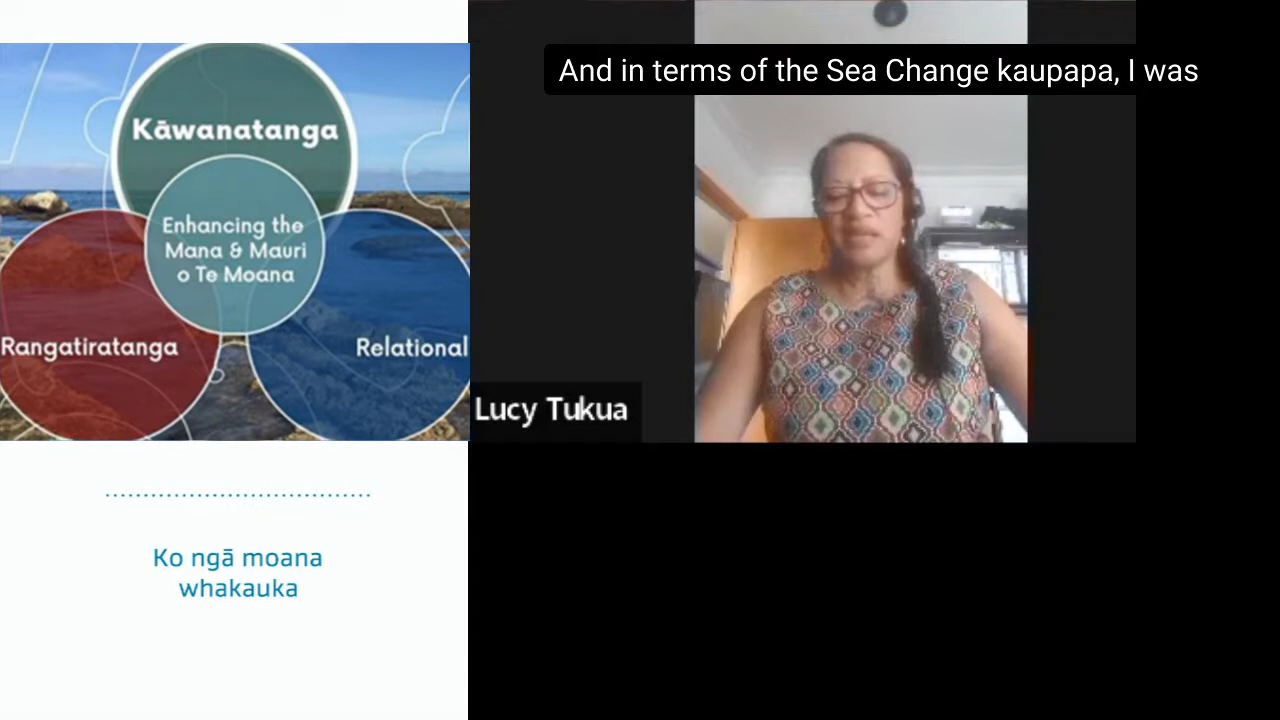 And in terms of the Sea Change kaupapa, I was
Kāwanatanga
Enhancing the
Mana & Mauri
o Te Moana
Rangatiratanga
Relational
Lucy Tukua
Ko ngā moana
whakauka